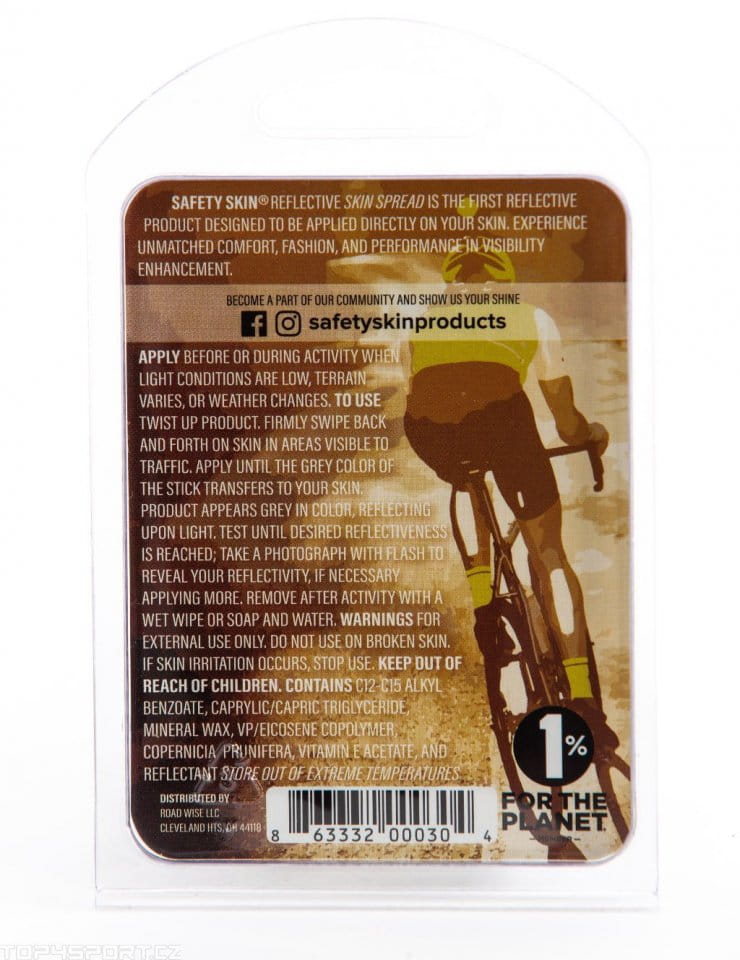 SAFETY SKIN® REFLECTIVE SKIN SPREAD IS THE FIRST REFLECTIVE
PRODUCT DESIGNED TO BE APPLIED DIRECTLY ON YOUR SKIN. EXPERIENCE
UNMATCHED COMFORT, FASHION, AND PERFORMANCE IN VISIBILITY
ENHANCEMENT.
BECOME A PART OF OUR COMMUNITY AND SHOW US YOUR SHINE
safetyskinproducts
APPLY BEFORE OR DURING ACTIVITY WHEN
LIGHT CONDITIONS ARE LOW, TERRAIN
VARIES, OR WEATHER CHANGES. TO USE
TWIST UP PRODUCT. FIRMLY SWIPE BACK
AND FORTH ON SKIN IN AREAS VISIBLE TO
TRAFFIC. APPLY UNTIL THE GREY COLOR OF
THE STICK TRANSFERS TO YOUR SKIN.
PRODUCT APPEARS GREY IN COLOR, REFLECTING
UPON LIGHT. TEST UNTIL DESIRED REFLECTIVENESS
IS REACHED; TAKE A PHOTOGRAPH WITH FLASH TO
REVEAL YOUR REFLECTIVITY, IF NECESSARY
APPLYING MORE. REMOVE AFTER ACTIVITY WITH A
WET WIPE OR SOAP AND WATER. WARNINGS FOR
EXTERNAL USE ONLY. DO NOT USE ON BROKEN SKIN.
IF SKIN IRRITATION OCCURS, STOP USE. KEEP OUT OF
REACH OF CHILDREN. CONTAINS C12-C15 ALKYL
BENZOATE, CAPRYLIC/CAPRIC TRIGLYCERIDE,
MINERAL WAX, VP/EICOSENE COPOLYMER,
COPERNICIA PRUNIFERA, VITAMIN E ACETATE, AND
REFLECTANT STORE OUT OF EXTREME TEMPERATURES
DISTRIBUTED BY
ROAD WISE LLC
CLEVELAND HTS, OH 44118
8 63332 00030 4
1%
FOR THE
PLANET
MEMBER
TOP4SPORT.CZ